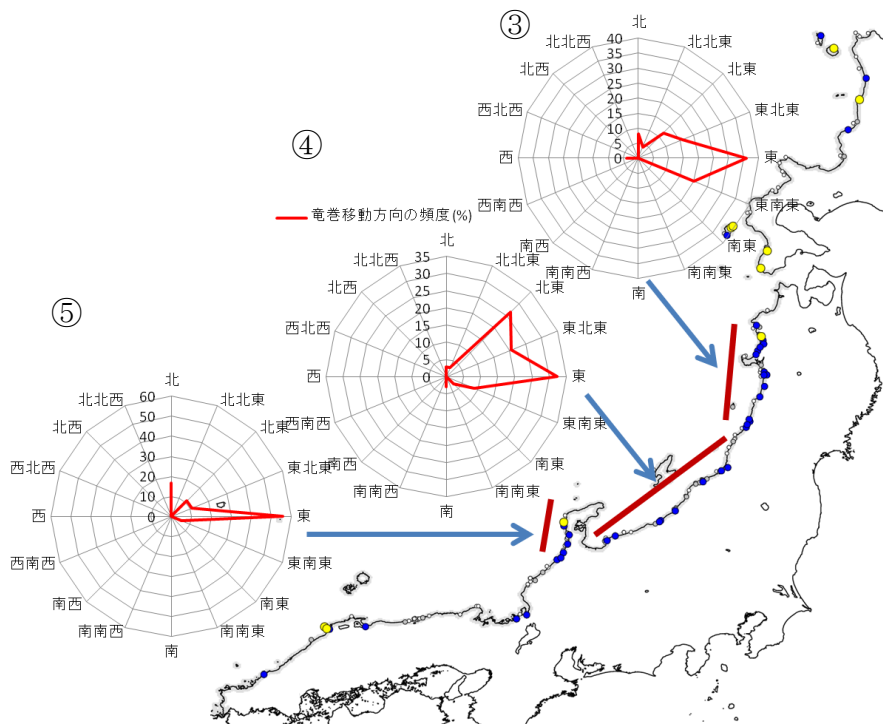 ③
北
北北東
北東
東北東
東
東南東
南東
南南東
南
南南西
南西
西南西
西
西北西
北西
北北西
40
35
30
25
20
15
10
5
0
④
竜巻移動方向の頻度(%)
北
北北東
北東
東北東
東
東南東
南東
南南東
南
南南西
南西
西南西
西
西北西
北西
北北西
35
30
25
20
15
10
5
0
⑤
北
北北東
北東
東北東
東
東南東
南東
南南東
南
南南西
南西
西南西
西
西北西
北西
北北西
60
50
40
30
20
10
0